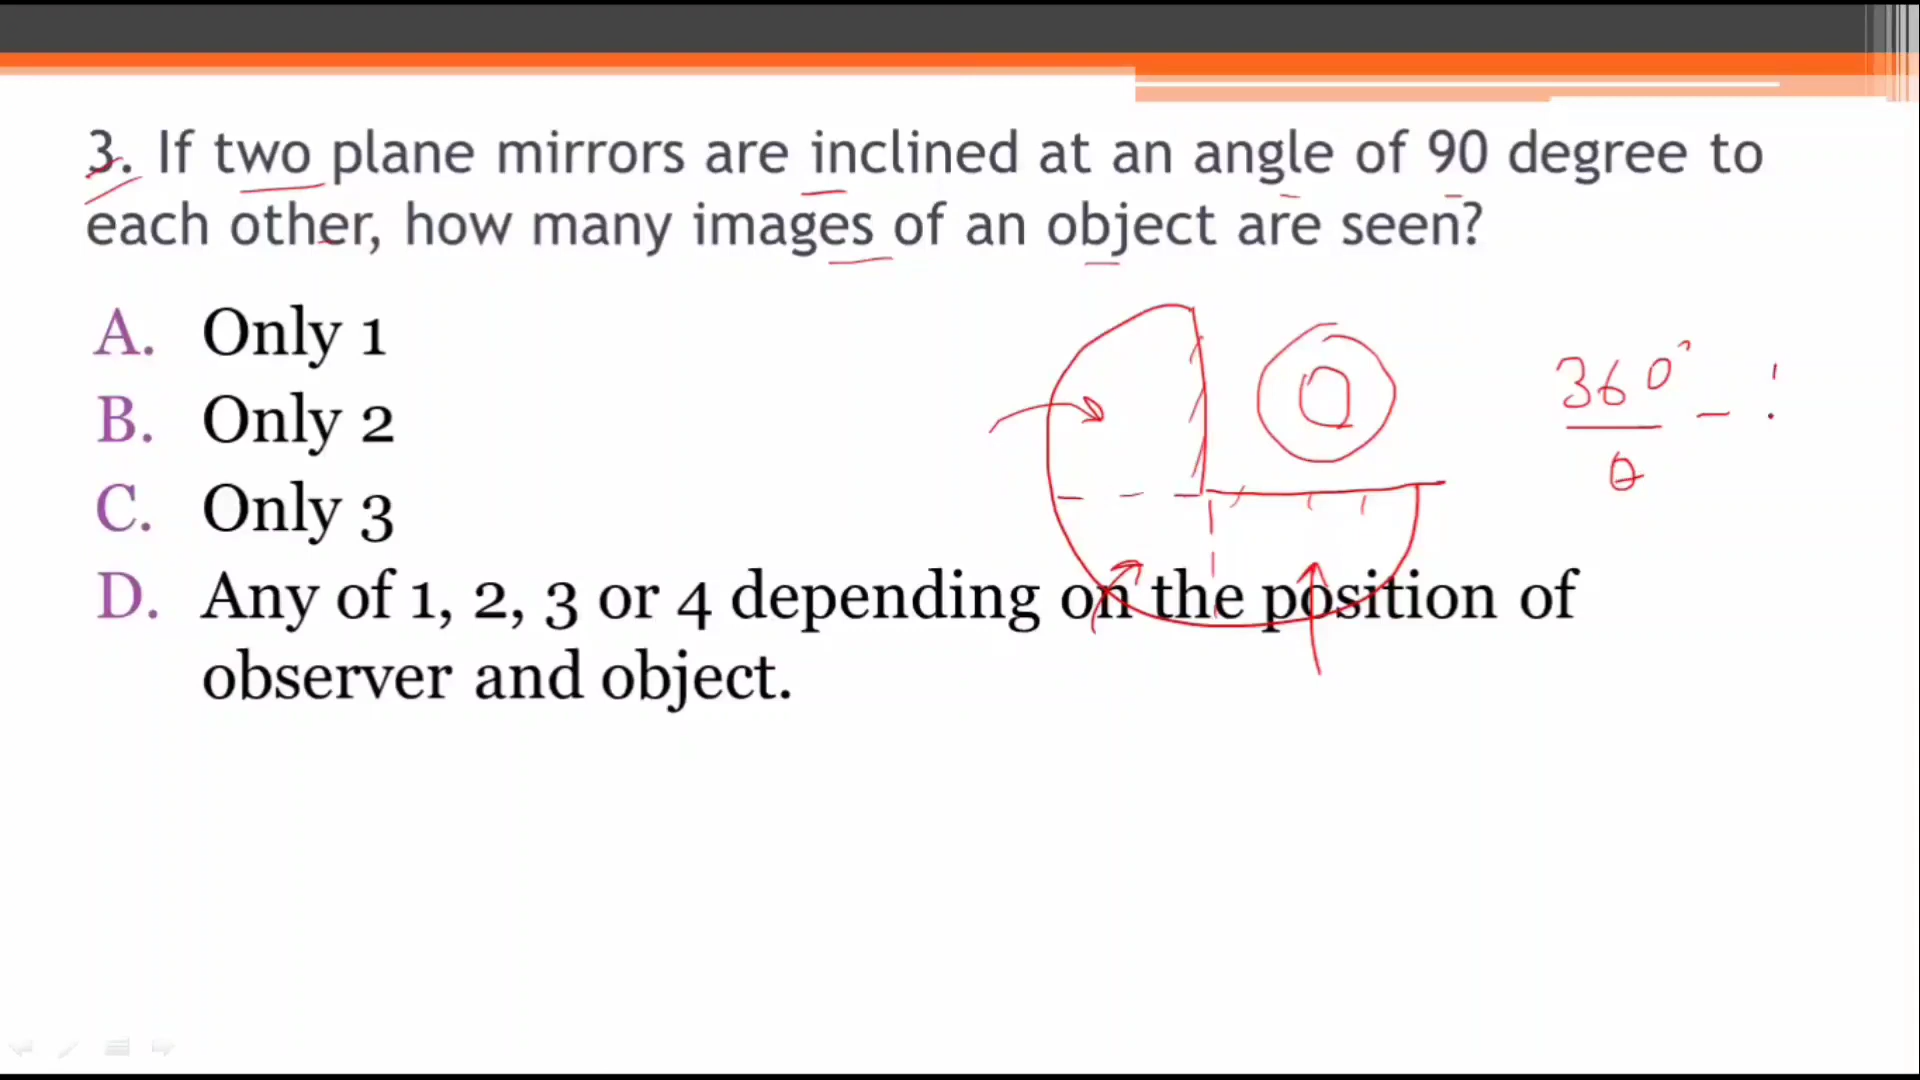 3. If two plane mirrors are inclined at an angle of 90 degree to
each other, how many images of an object are seen?
A. Only 1
B. Only 2
C. Only 3
D. Any of 1, 2, 3 or 4 depending on the position of
observer and object.
360°
θ